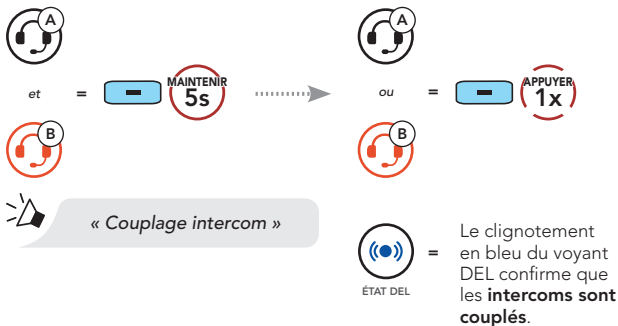 A
et
=
MAINTENIR
5s
B
A
ou
=
APPUYER
1x
B
« Couplage intercom »
ÉTAT DEL
=
Le clignotement
en bleu du voyant
DEL confirme que
les intercoms sont
couplés.